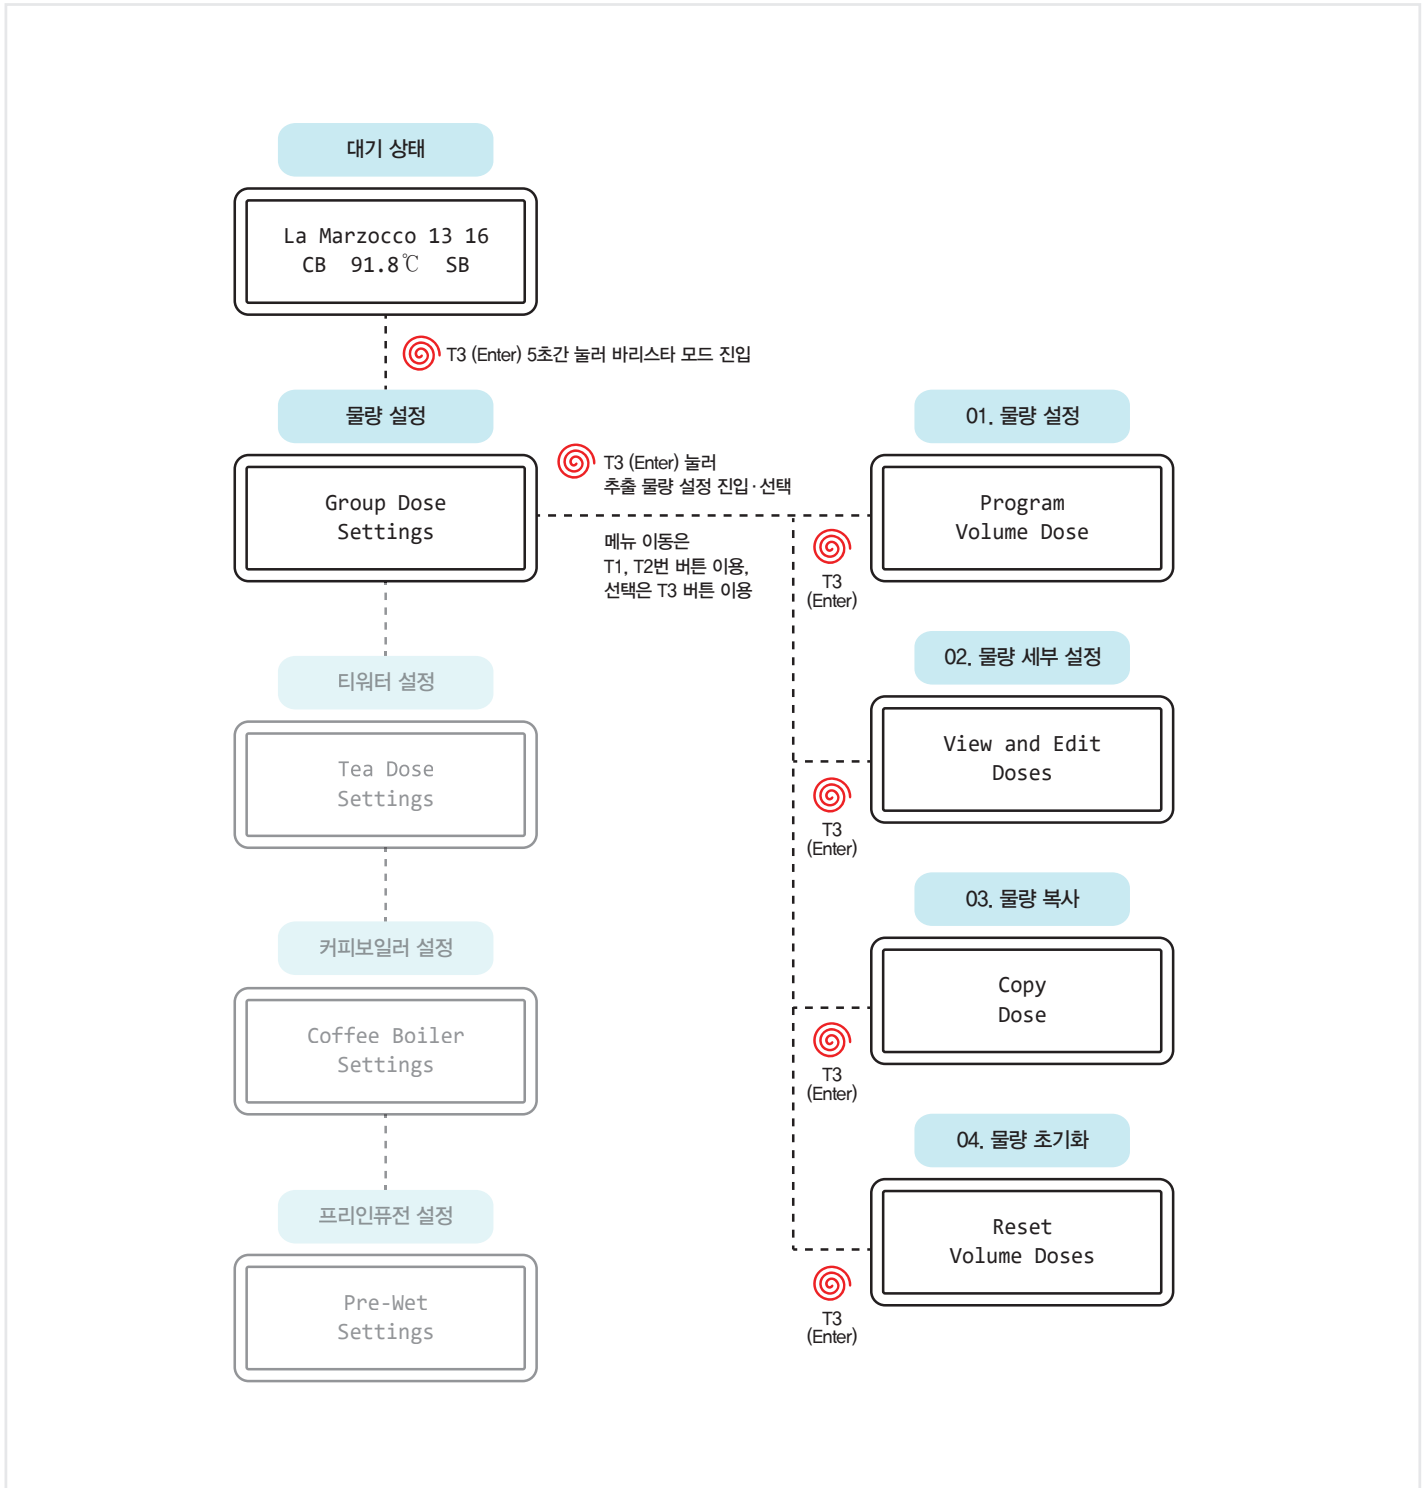 대기 상태
La Marzocco 13 16
CB 91.8℃ SB
T3 (Enter) 5초간 눌러 바리스타 모드 진입
물량 설정
Group Dose
Settings
T3 (Enter) 눌러
추출 물량 설정 진입·선택
메뉴 이동은
T1, T2번 버튼 이용,
선택은 T3 버튼 이용
01. 물량 설정
Program
Volume Dose
T3
(Enter)
02. 물량 세부 설정
View and Edit
Doses
T3
(Enter)
03. 물량 복사
Copy
Dose
T3
(Enter)
04. 물량 초기화
Reset
Volume Doses
T3
(Enter)
티워터 설정
Tea Dose
Settings
커피보일러 설정
Coffee Boiler
Settings
프리인퓨전 설정
Pre-Wet
Settings